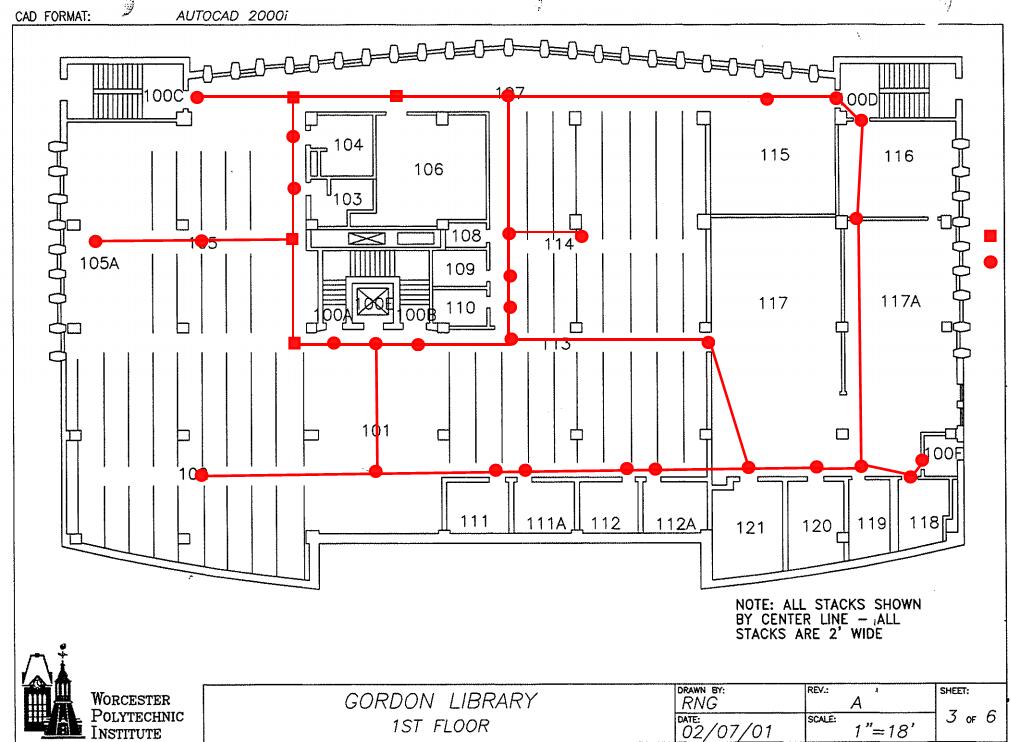 CAD FORMAT: AUTOCAD 2000i
100C
107
100D
104
106
115
116
103
108
114
105
105A
109
117
117A
100E
110
100A
100B
113
101
100F
111
111A
112
112A
121
120
119
118
NOTE: ALL STACKS SHOWN
BY CENTER LINE – ALL
STACKS ARE 2' WIDE
WORCESTER
POLYTECHNIC
INSTITUTE
GORDON LIBRARY
1ST FLOOR
DRAWN BY:
RNG
DATE:
02/07/01
REV.:
A
SCALE:
1"=18'
SHEET:
3 OF 6